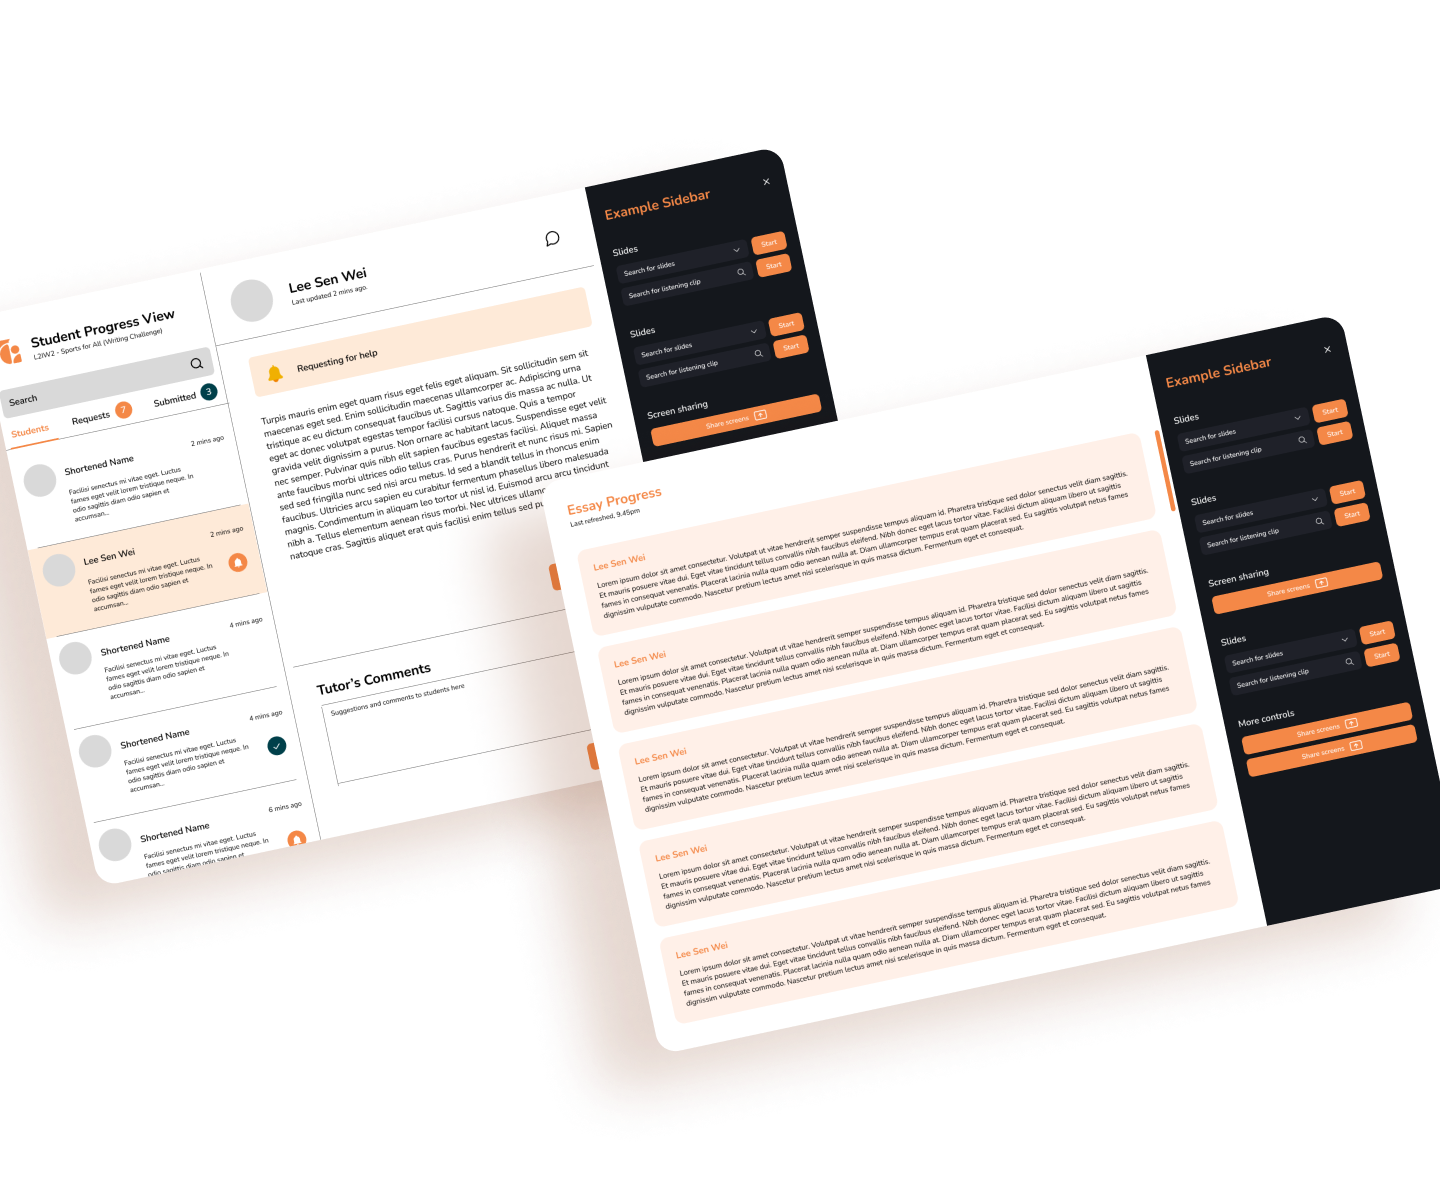 Student Progress View
L2IW2 - Sports for All (Writing Challenge)
Search
Students
Requests 7
Submitted 3
2 mins ago
Shortened Name
Facilisi senectus mi vitae eget. Luctus
fames eget velit lorem tristique neque. In
odio sagittis diam odio sapien et
accumsan...
2 mins ago
Lee Sen Wei
Facilisi senectus mi vitae eget. Luctus
fames eget velit lorem tristique neque. In
odio sagittis diam odio sapien et
accumsan...
4 mins ago
Shortened Name
Facilisi senectus mi vitae eget. Luctus
fames eget velit lorem tristique neque. In
odio sagittis diam odio sapien et
accumsan...
4 mins ago
Shortened Name
Facilisi senectus mi vitae eget. Luctus
fames eget velit lorem tristique neque. In
odio sagittis diam odio sapien et
accumsan...
6 mins ago
Shortened Name
Facilisi senectus mi vitae eget. Luctus
fames eget velit lorem tristique neque. In
odio sagittis diam odio sapien et
Lee Sen Wei
Last updated 2 mins ago.
Requesting for help
Turpis mauris enim eget quam risus eget felis eget aliquam. Sit sollicitudin sem sit
maecenas eget sed. Enim sollicitudin maecenas ullamcorper ac. Adipiscing urna
tristique ac eu dictum consequat faucibus ut. Sagittis varius dis massa ac nulla. Ut
eget ac donec volutpat egestas tempor facilisi cursus natoque. Quis a tempor
gravida velit dignissim a purus. Non ornare ac habitant lacus. Suspendisse eget velit
nec semper. Pulvinar quis nibh elit sapien faucibus egestas facilisi. Aliquet massa
ante faucibus morbi ultrices odio tellus cras. Purus hendrerit et nunc risus mi. Sapien
sed sed fringilla nunc sed nisi arcu metus. Id sed a blandit tellus in rhoncus enim
faucibus. Ultricies arcu sapien eu curabitur fermentum phasellus libero malesuada
magnis. Condimentum in aliquam leo tortor ut nisl id. Euismod arcu arcu tincidunt
nibh a. Tellus elementum aenean risus morbi. Nec ultrices ullamc
natoque cras. Sagittis aliquet erat quis facilisi enim tellus sed pu
Tutor's Comments
Suggestions and comments to students here
Example Sidebar
Slides
Search for slides
Start
Search for listening clip
Start
Slides
Search for slides
Start
Search for listening clip
Start
Screen sharing
Share screens
Essay Progress
Last refreshed, 9.45pm
Lee Sen Wei
Lorem ipsum dolor sit amet consectetur. Volutpat ut vitae hendrerit semper suspendisse tempus aliquam id. Pharetra tristique sed dolor senectus velit diam sagittis.
Et mauris posuere vitae dui. Eget vitae tincidunt tellus convallis nibh faucibus eleifend. Nibh donec eget lacus tortor vitae. Facilisi dictum aliquam libero ut sagittis
fames in consequat venenatis. Placerat lacinia nulla quam odio aenean nulla at. Diam ullamcorper tempus erat quam placerat sed. Eu sagittis volutpat netus fames
dignissim vulputate commodo. Nascetur pretium lectus amet nisi scelerisque in quis massa dictum. Fermentum eget et consequat.
Lee Sen Wei
Lorem ipsum dolor sit amet consectetur. Volutpat ut vitae hendrerit semper suspendisse tempus aliquam id. Pharetra tristique sed dolor senectus velit diam sagittis.
Et mauris posuere vitae dui. Eget vitae tincidunt tellus convallis nibh faucibus eleifend. Nibh donec eget lacus tortor vitae. Facilisi dictum aliquam libero ut sagittis
fames in consequat venenatis. Placerat lacinia nulla quam odio aenean nulla at. Diam ullamcorper tempus erat quam placerat sed. Eu sagittis volutpat netus fames
dignissim vulputate commodo. Nascetur pretium lectus amet nisi scelerisque in quis massa dictum. Fermentum eget et consequat.
Lee Sen Wei
Lorem ipsum dolor sit amet consectetur. Volutpat ut vitae hendrerit semper suspendisse tempus aliquam id. Pharetra tristique sed dolor senectus velit diam sagittis.
Et mauris posuere vitae dui. Eget vitae tincidunt tellus convallis nibh faucibus eleifend. Nibh donec eget lacus tortor vitae. Facilisi dictum aliquam libero ut sagittis
fames in consequat venenatis. Placerat lacinia nulla quam odio aenean nulla at. Diam ullamcorper tempus erat quam placerat sed. Eu sagittis volutpat netus fames
dignissim vulputate commodo. Nascetur pretium lectus amet nisi scelerisque in quis massa dictum. Fermentum eget et consequat.
Lee Sen Wei
Lorem ipsum dolor sit amet consectetur. Volutpat ut vitae hendrerit semper suspendisse tempus aliquam id. Pharetra tristique sed dolor senectus velit diam sagittis.
Et mauris posuere vitae dui. Eget vitae tincidunt tellus convallis nibh faucibus eleifend. Nibh donec eget lacus tortor vitae. Facilisi dictum aliquam libero ut sagittis
fames in consequat venenatis. Placerat lacinia nulla quam odio aenean nulla at. Diam ullamcorper tempus erat quam placerat sed. Eu sagittis volutpat netus fames
dignissim vulputate commodo. Nascetur pretium lectus amet nisi scelerisque in quis massa dictum. Fermentum eget et consequat.
Lee Sen Wei
Lorem ipsum dolor sit amet consectetur. Volutpat ut vitae hendrerit semper suspendisse tempus aliquam id. Pharetra tristique sed dolor senectus velit diam sagittis.
Et mauris posuere vitae dui. Eget vitae tincidunt tellus convallis nibh faucibus eleifend. Nibh donec eget lacus tortor vitae. Facilisi dictum aliquam libero ut sagittis
fames in consequat venenatis. Placerat lacinia nulla quam odio aenean nulla at. Diam ullamcorper tempus erat quam placerat sed. Eu sagittis volutpat netus fames
dignissim vulputate commodo. Nascetur pretium lectus amet nisi scelerisque in quis massa dictum. Fermentum eget et consequat.
Example Sidebar
Slides
Search for slides
Start
Search for listening clip
Start
Slides
Search for slides
Start
Search for listening clip
Start
Screen sharing
Share screens
Slides
Search for slides
Start
Search for listening clip
Start
More controls
Share screens
Share screens